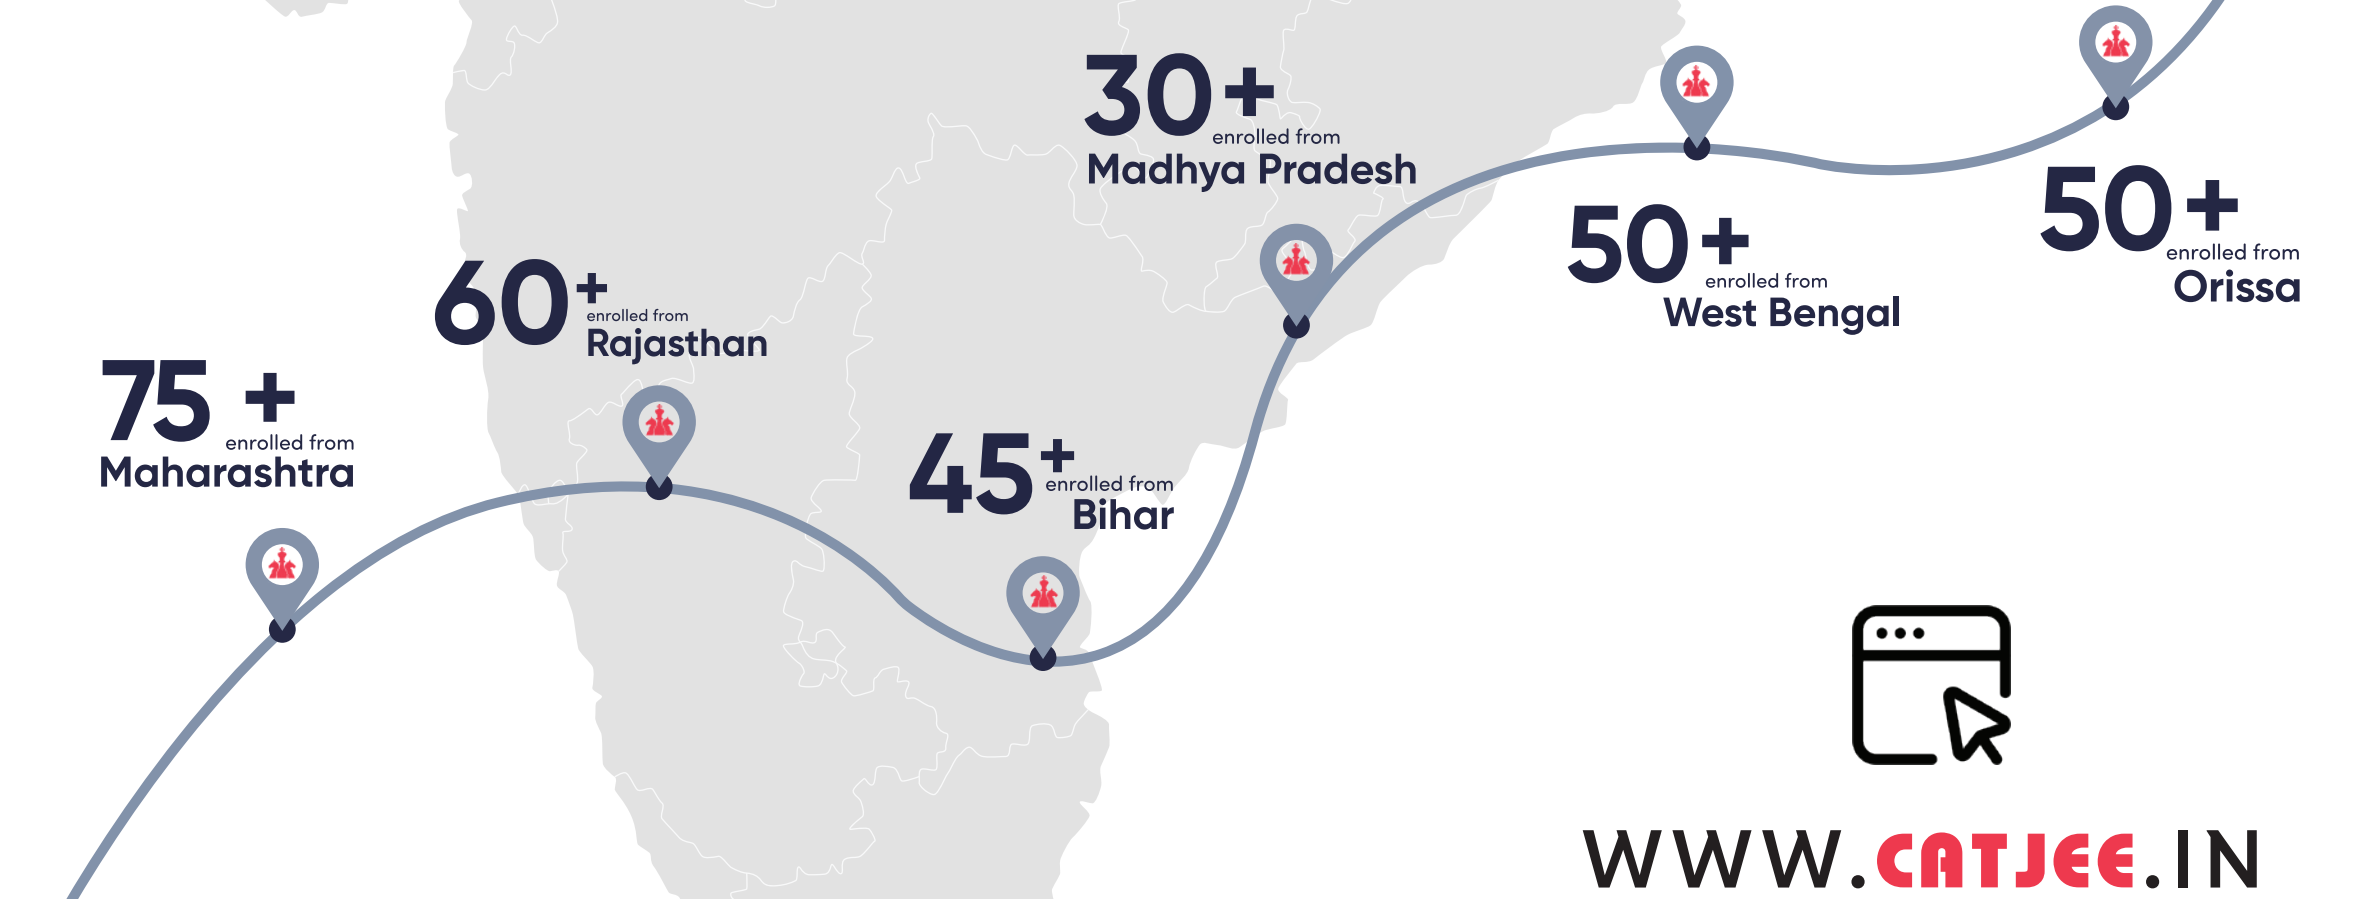 75 +
enrolled from
Maharashtra
60+
enrolled from
Rajasthan
45+
enrolled from
Bihar
30+
enrolled from
Madhya Pradesh
50+
enrolled from
West Bengal
50+
enrolled from
Orissa
WWW.CATJEE.IN